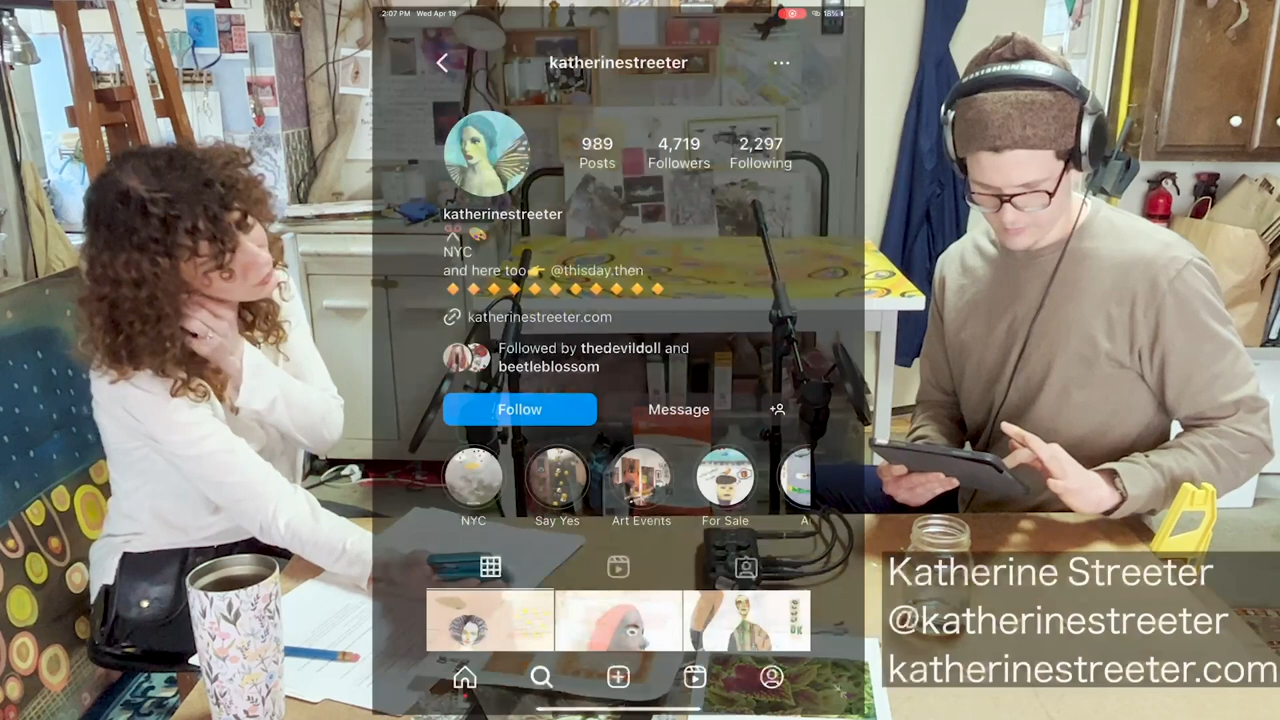 2:07 PM Wed Apr 19
18%
katherinestreeter
989
4,719
2,297
Posts
Followers
Following
katherinestreeter
NYC
and here too @thisday.then
katherinestreeter.com
Followed by thedevildoll and
beetleblossom
Follow
Message
NYC
Say Yes
Art Events
For Sale
Katherine Streeter
@katherinestreeter
katherinestreeter.com